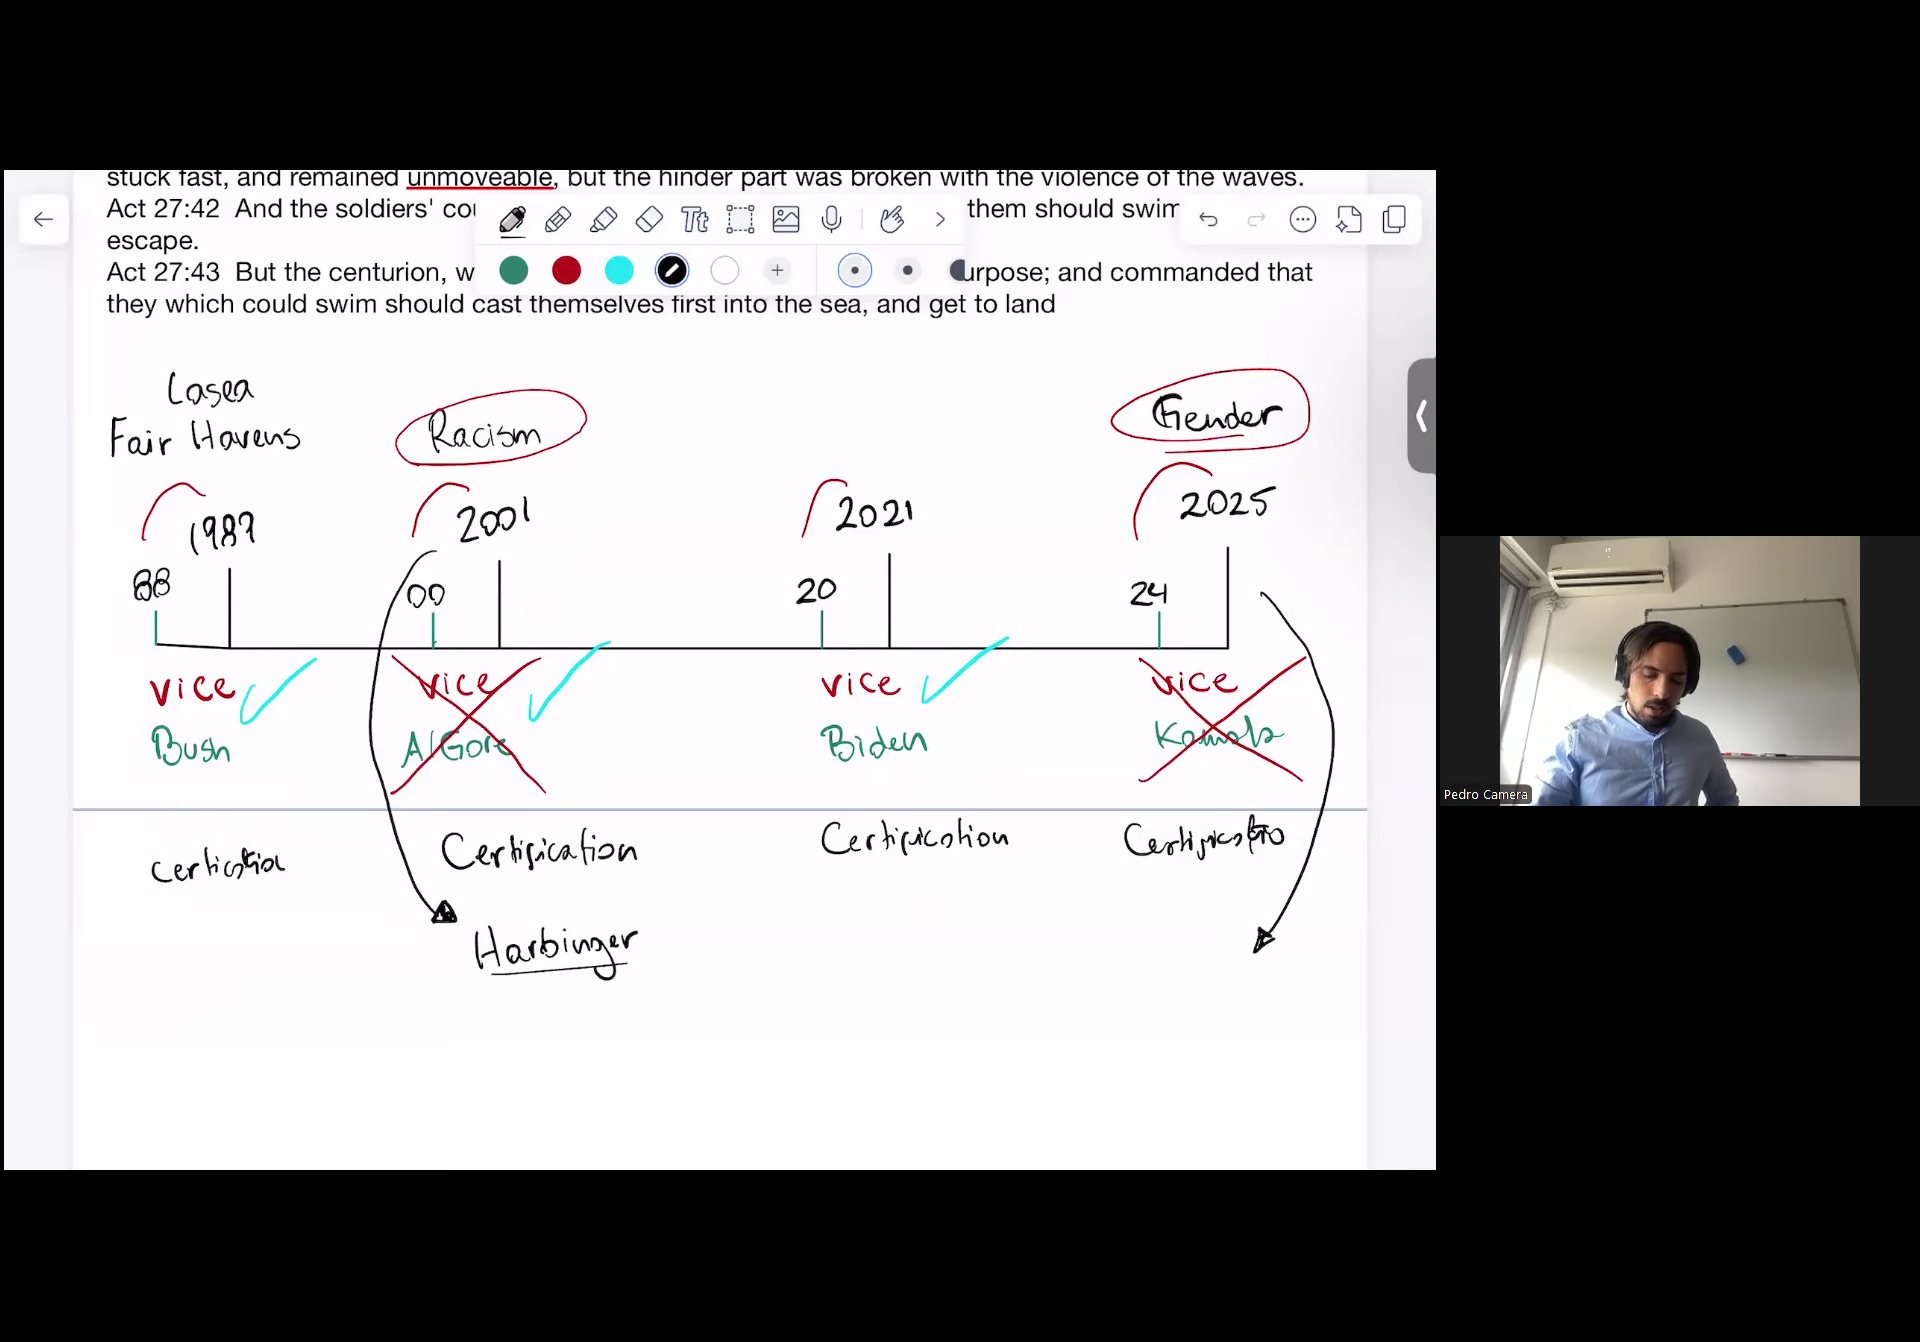 stuck fast, and remained unmoveable, but the hinder part was broken with the violence of the waves.
Act 27:42 And the soldiers' cou them should swim
escape.
Act 27:43 But the centurion, w urpose; and commanded that
they which could swim should cast themselves first into the sea, and get to land
Tt
Lasea
Fair Havens
Racism
Gender
1989
2001
2021
2025
88
00
20
24
vice
vice
vice
vice
Bush
Al Gore
Biden
Kamala
Certification
Certification
Harbinger
Pedro Camera